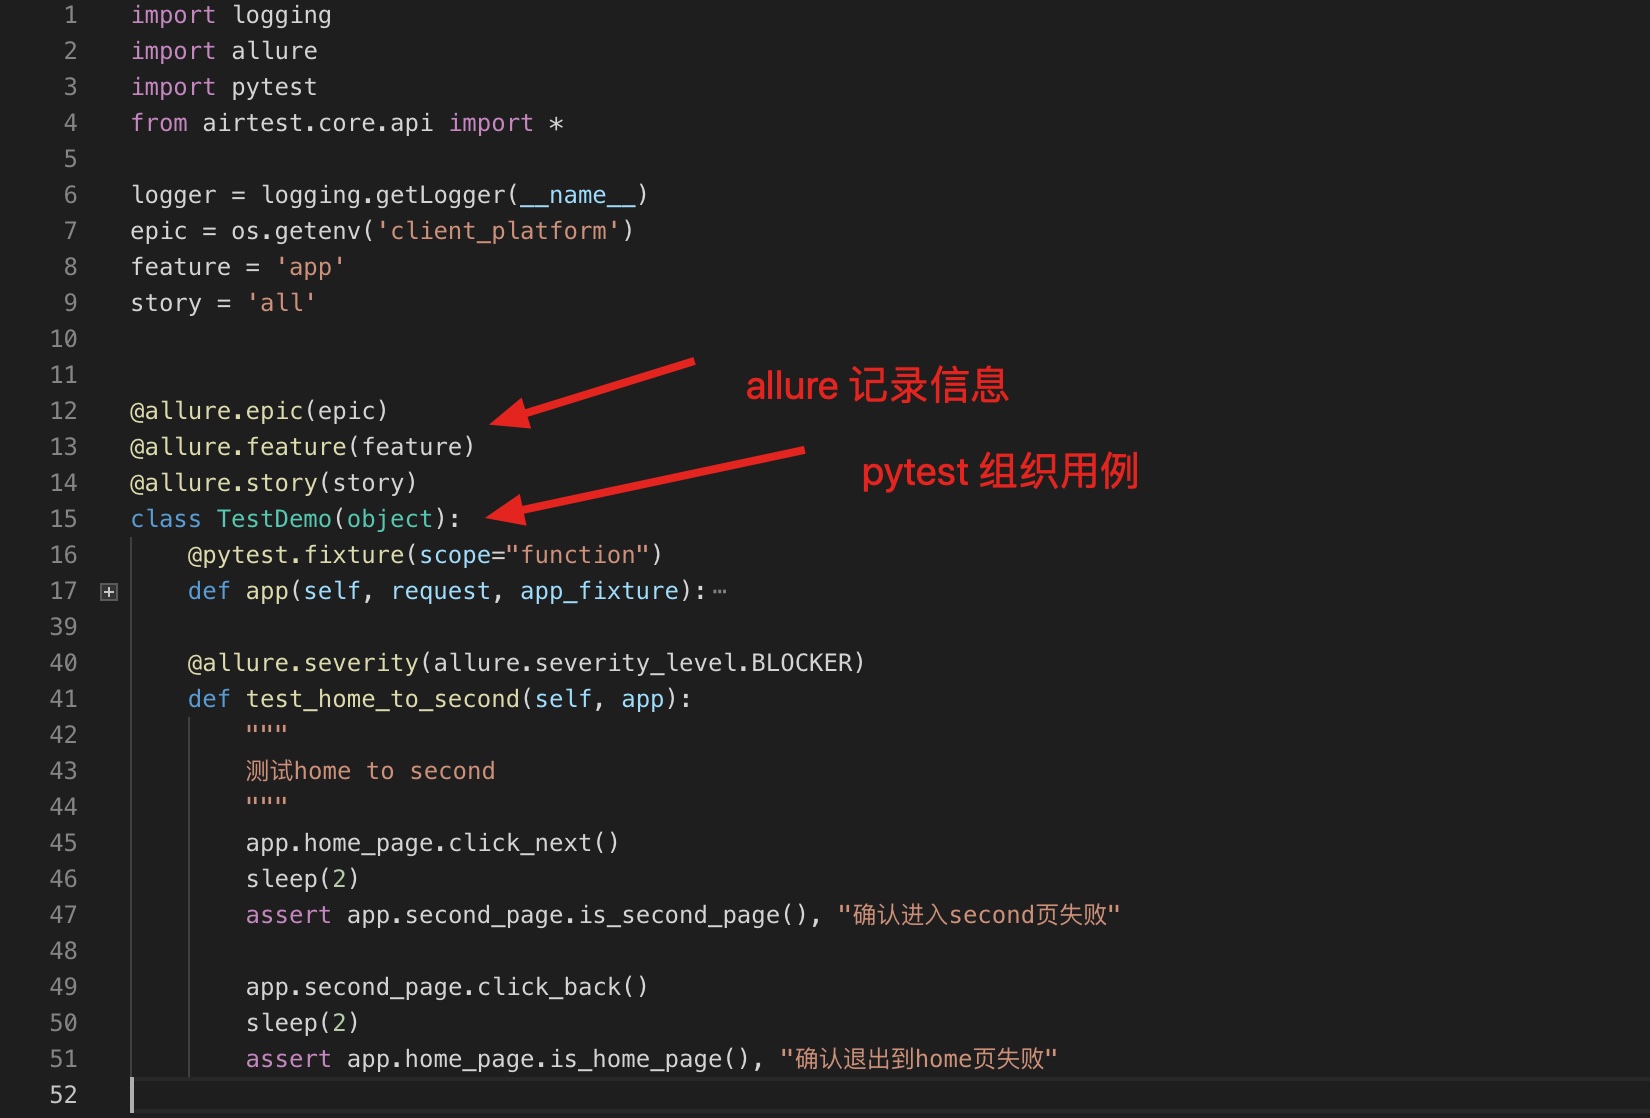 1 import logging
2 import allure
3 import pytest
4 from airtest.core.api import *
5
6 logger = logging.getLogger(__name__)
7 epic = os.getenv('client_platform')
8 feature = 'app'
9 story = 'all'
10
11
allure 记录信息
12 @allure.epic(epic)
13 @allure.feature(feature)
pytest 组织用例
14 @allure.story(story)
15 class TestDemo(object):
16     @pytest.fixture(scope="function")
17     def app(self, request, app_fixture):⋯
39
40     @allure.severity(allure.severity_level.BLOCKER)
41     def test_home_to_second(self, app):
42         """
43         测试home to second
44         """
45         app.home_page.click_next()
46         sleep(2)
47         assert app.second_page.is_second_page(), "确认进入second页失败"
48
49         app.second_page.click_back()
50         sleep(2)
51         assert app.home_page.is_home_page(), "确认退出到home页失败"
52